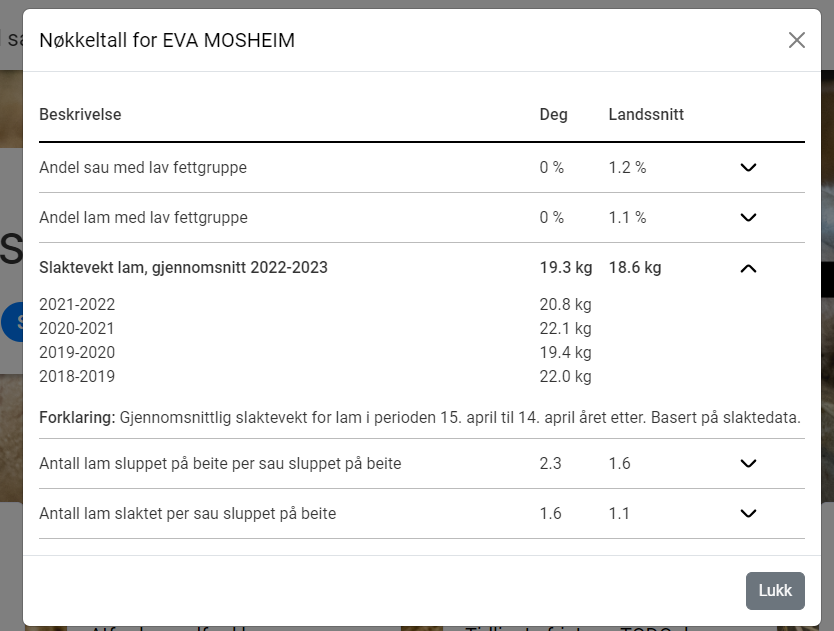 Nøkkeltall for EVA MOSHEIM
Beskrivelse Deg Landssnitt
Andel sau med lav fettgruppe 0 % 1.2 %
Andel lam med lav fettgruppe 0 % 1.1 %
Slaktevekt lam, gjennomsnitt 2022-2023 19.3 kg 18.6 kg
2021-2022 20.8 kg
2020-2021 22.1 kg
2019-2020 19.4 kg
2018-2019 22.0 kg
Forklaring: Gjennomsnittlig slaktevekt for lam i perioden 15. april til 14. april året etter. Basert på slaktedata.
Antall lam sluppet på beite per sau sluppet på beite 2.3 1.6
Antall lam slaktet per sau sluppet på beite 1.6 1.1
Lukk